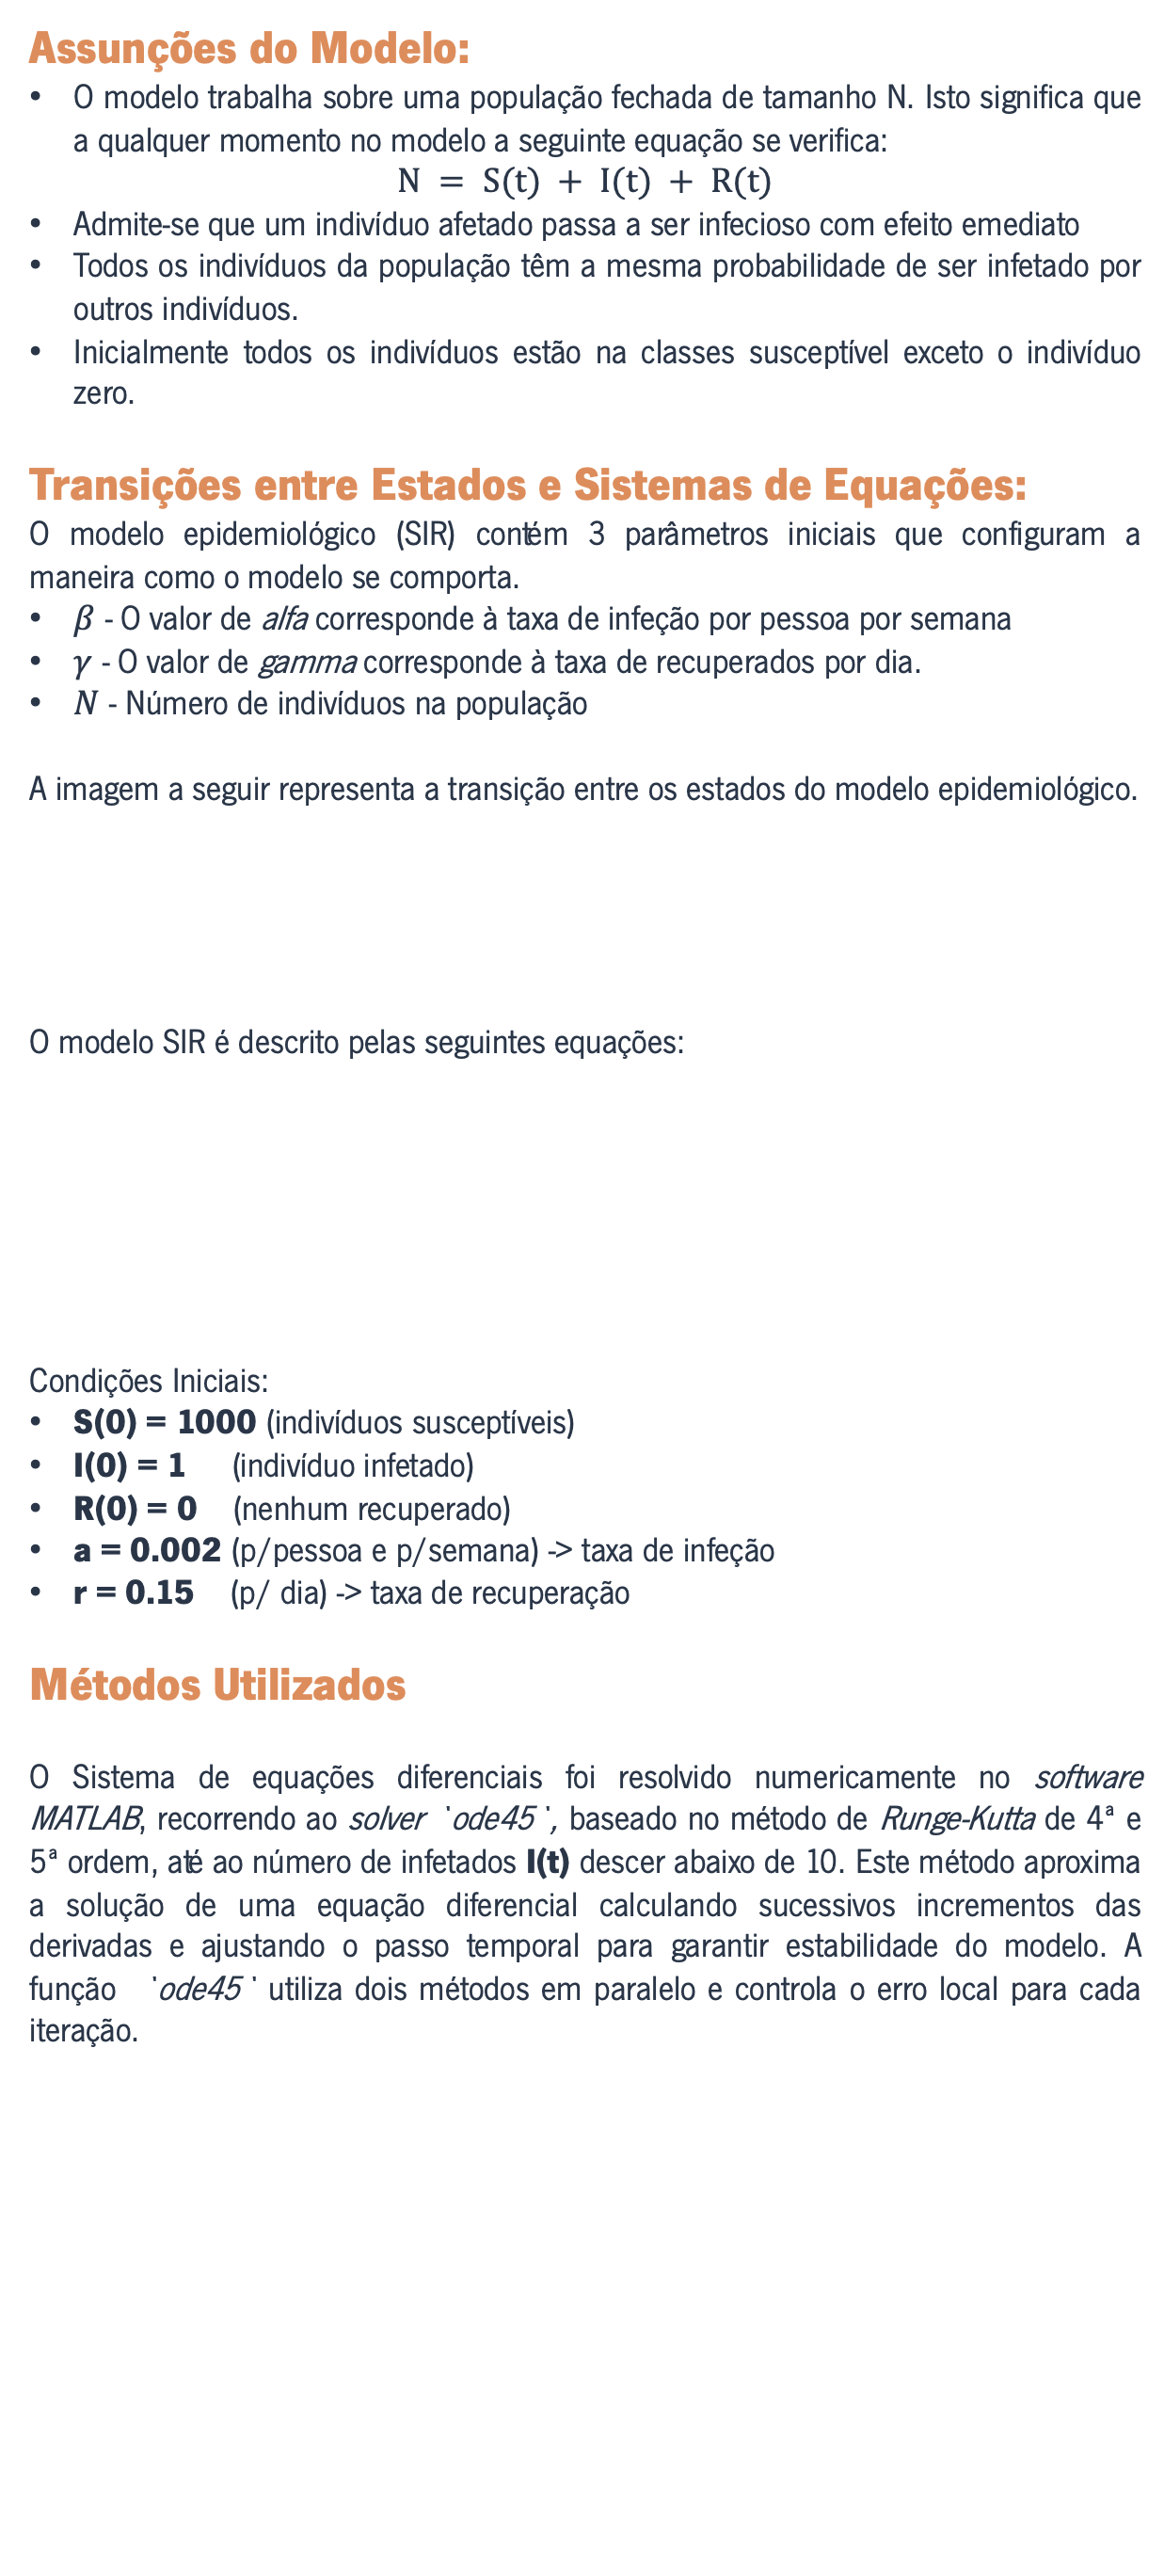 Assunções do Modelo:
• O modelo trabalha sobre uma população fechada de tamanho N. Isto significa que
a qualquer momento no modelo a seguinte equação se verifica:
N = S(t) + I(t) + R(t)
• Admite-se que um indivíduo afetado passa a ser infecioso com efeito emediato
• Todos os indivíduos da população têm a mesma probabilidade de ser infetado por
outros indivíduos.
• Inicialmente todos os indivíduos estão na classes susceptível exceto o indivíduo
zero.
Transições entre Estados e Sistemas de Equações:
O modelo epidemiológico (SIR) contém 3 parâmetros iniciais que configuram a
maneira como o modelo se comporta.
• β - O valor de alfa corresponde à taxa de infeção por pessoa por semana
• γ - O valor de gamma corresponde à taxa de recuperados por dia.
• N - Número de indivíduos na população
A imagem a seguir representa a transição entre os estados do modelo epidemiológico.
O modelo SIR é descrito pelas seguintes equações:
Condições Iniciais:
• S(0) = 1000 (indivíduos susceptíveis)
• I(0) = 1 (indivíduo infetado)
• R(0) = 0 (nenhum recuperado)
• a = 0.002 (p/pessoa e p/semana) -> taxa de infeção
• r = 0.15 (p/ dia) -> taxa de recuperação
Métodos Utilizados
O Sistema de equações diferenciais foi resolvido numericamente no software
MATLAB, recorrendo ao solver 'ode45', baseado no método de Runge-Kutta de 4ª e
5ª ordem, até ao número de infetados I(t) descer abaixo de 10. Este método aproxima
a solução de uma equação diferencial calculando sucessivos incrementos das
derivadas e ajustando o passo temporal para garantir estabilidade do modelo. A
função 'ode45' utiliza dois métodos em paralelo e controla o erro local para cada
iteração.